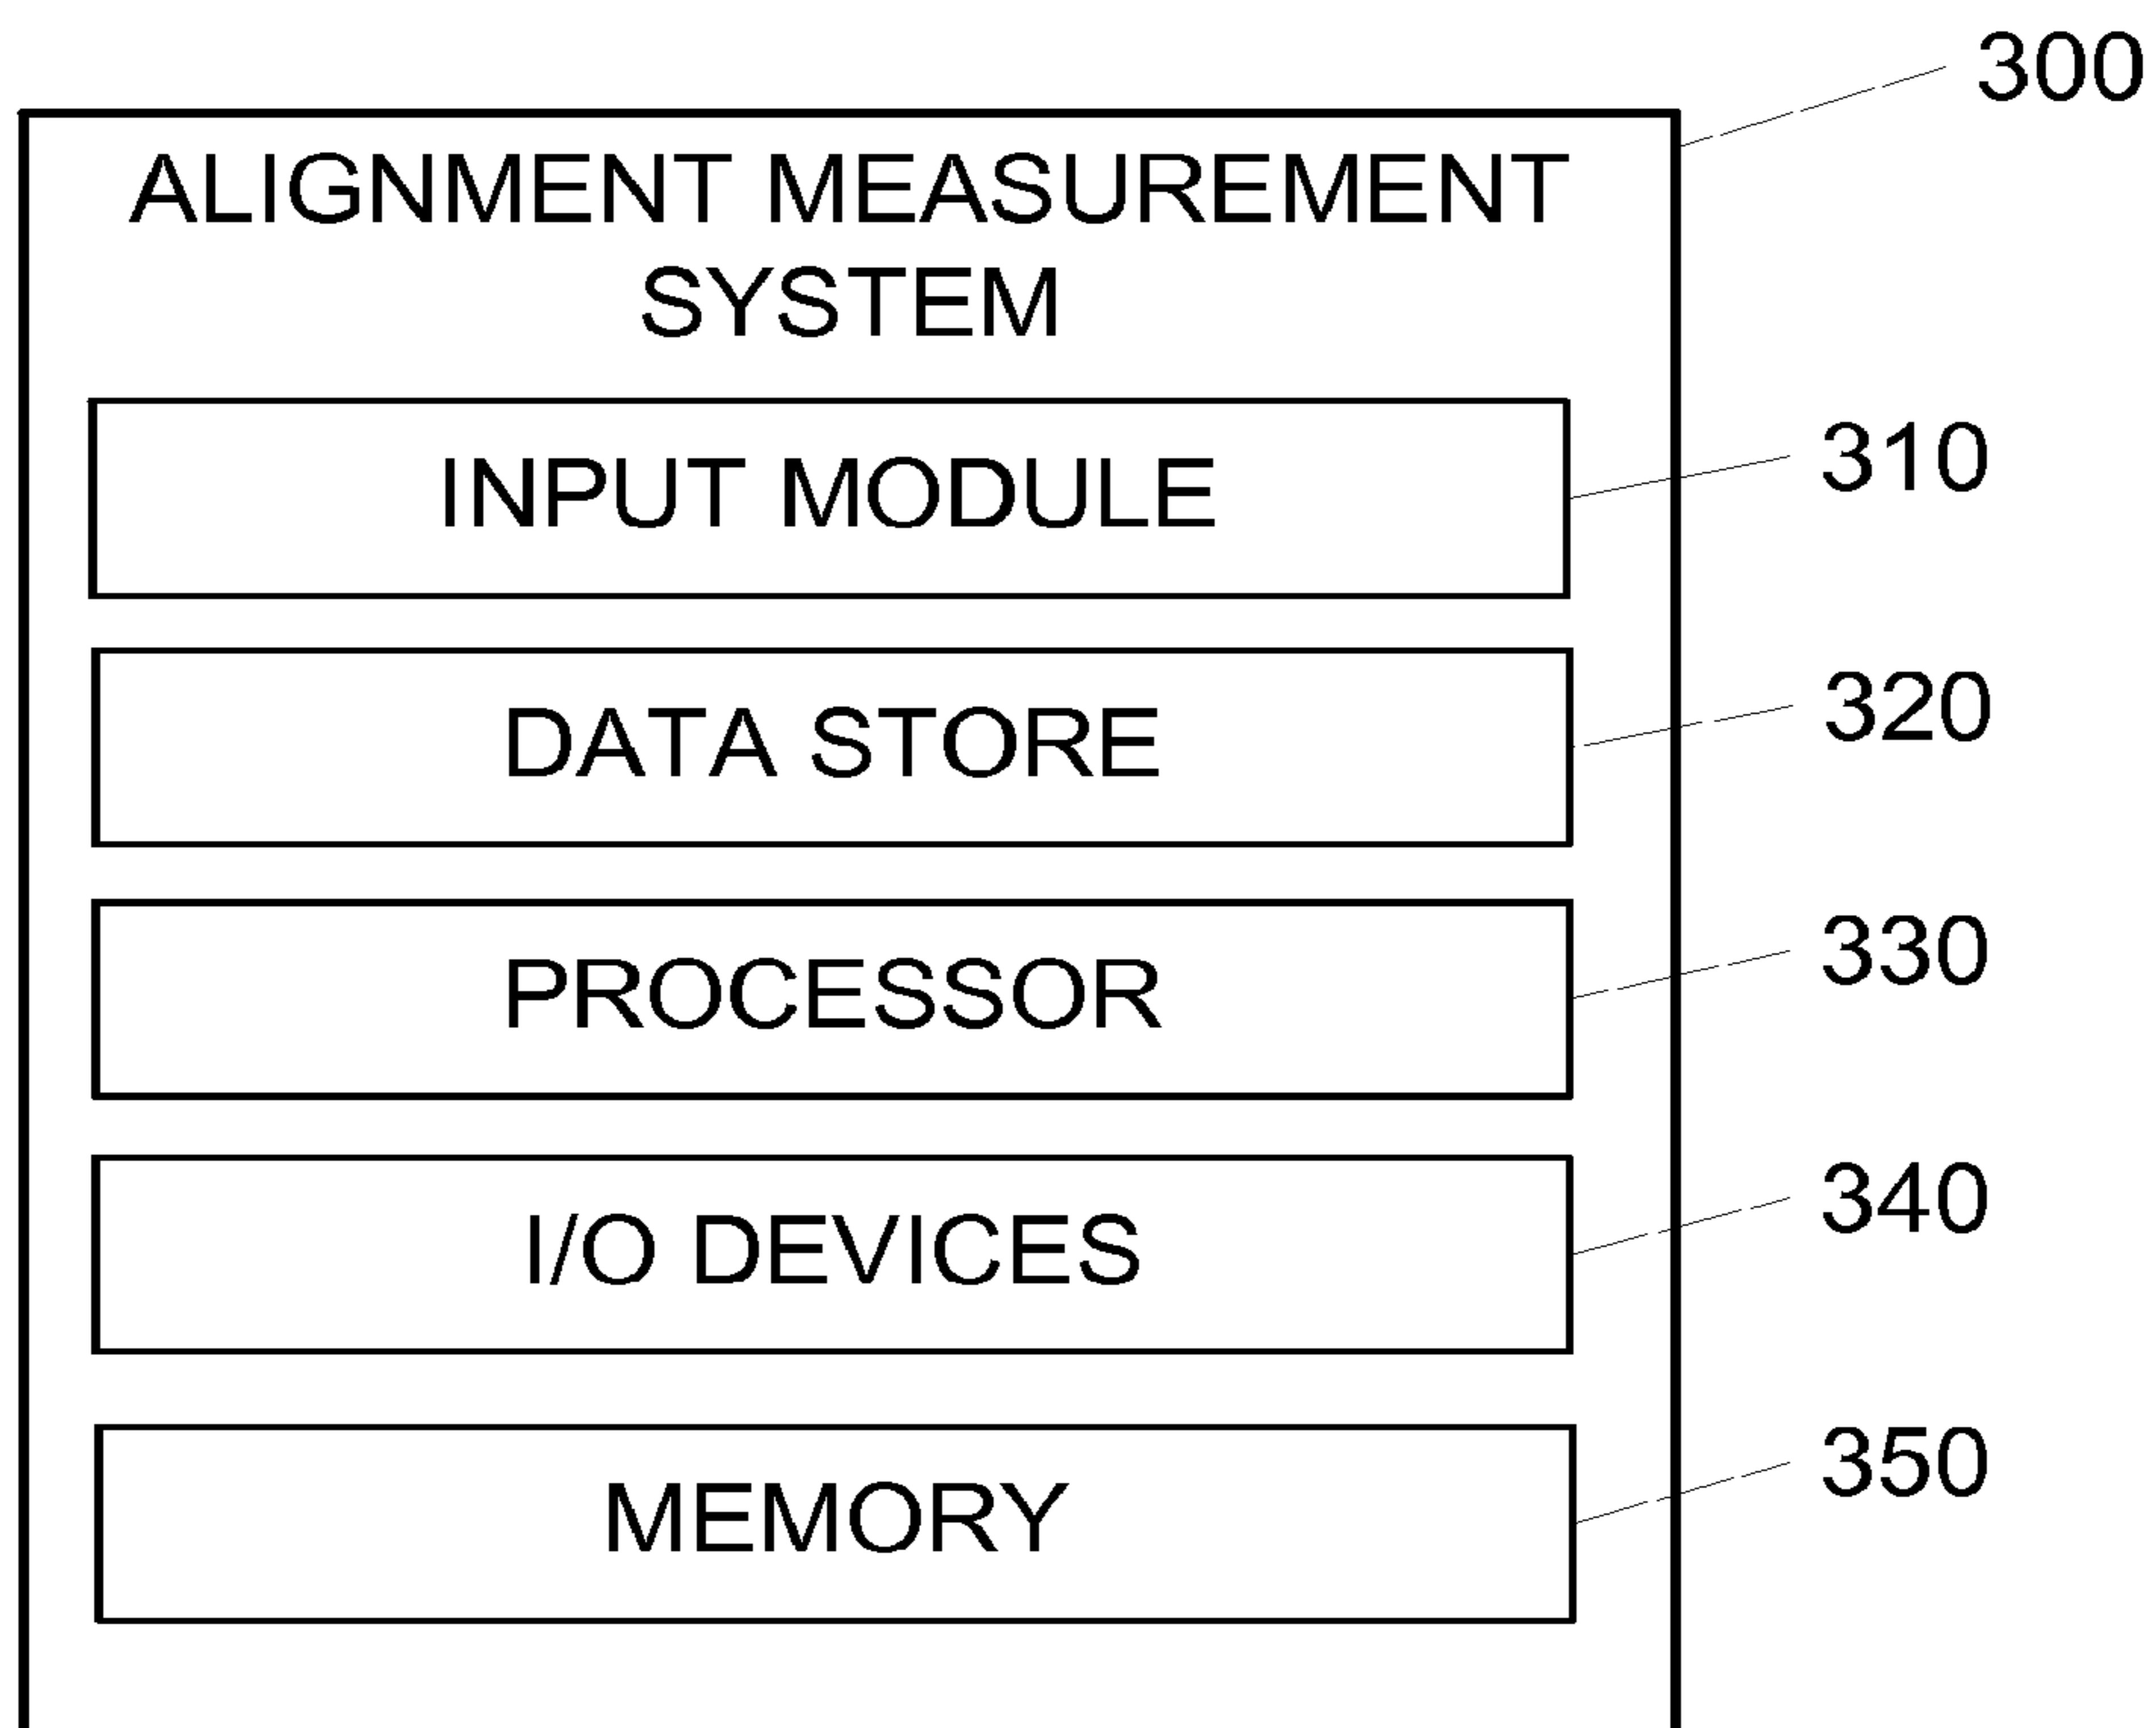 300
ALIGNMENT MEASUREMENT
SYSTEM
INPUT MODULE
310
DATA STORE
320
PROCESSOR
330
I/O DEVICES
340
MEMORY
350